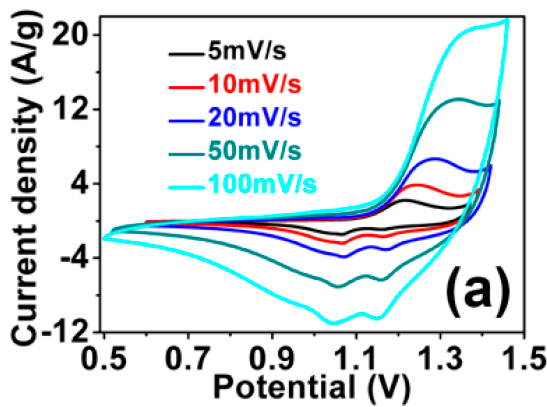 20
12
4
-4
-12
Current density (A/g)
5mV/s
10mV/s
20mV/s
50mV/s
100mV/s
(a)
0.5 0.7 0.9 1.1 1.3 1.5
Potential (V)